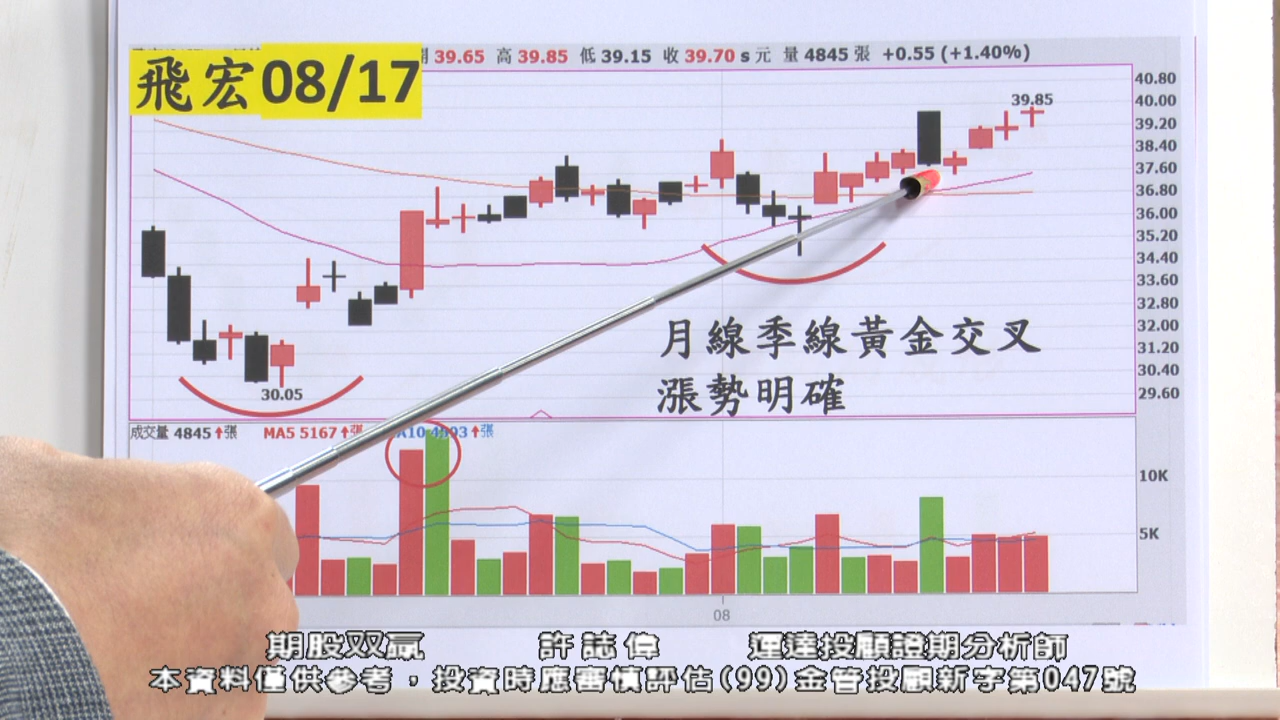 飛宏08/17
39.65 高 39.85 低 39.15 收 39.70 s 元 量 4845 張 +0.55 (+1.40%)
40.80
39.85
40.00
39.20
38.40
37.60
36.80
36.00
35.20
34.40
33.60
32.80
32.00
31.20
30.40
29.60
30.05
月線季線黃金交叉
漲勢明確
成交量 4845↑張 MA5 5167↑張 ↑張
10K
5K
08
期股双贏 許誌偉 運達投顧證期分析師
本資料僅供參考，投資時應審慎評估(99)金管投顧新字第047號